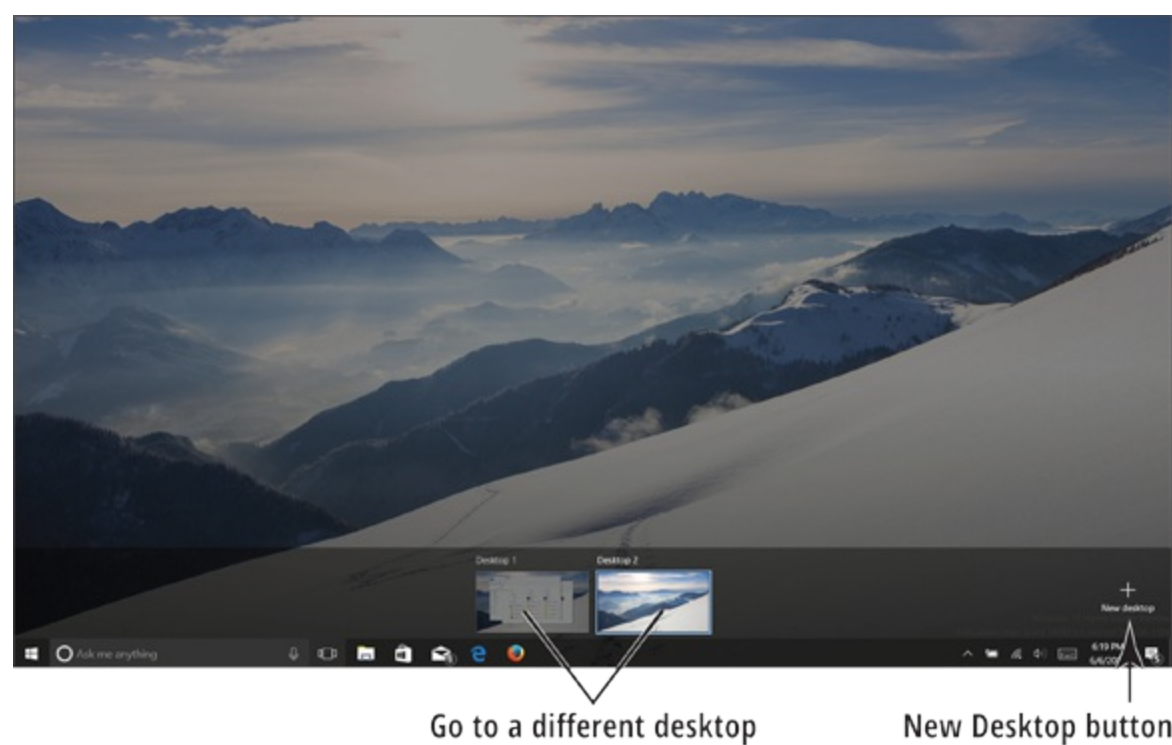 Desktop 1
Desktop 2
New desktop
Ask me anything
6:19 PM
Go to a different desktop
New Desktop button